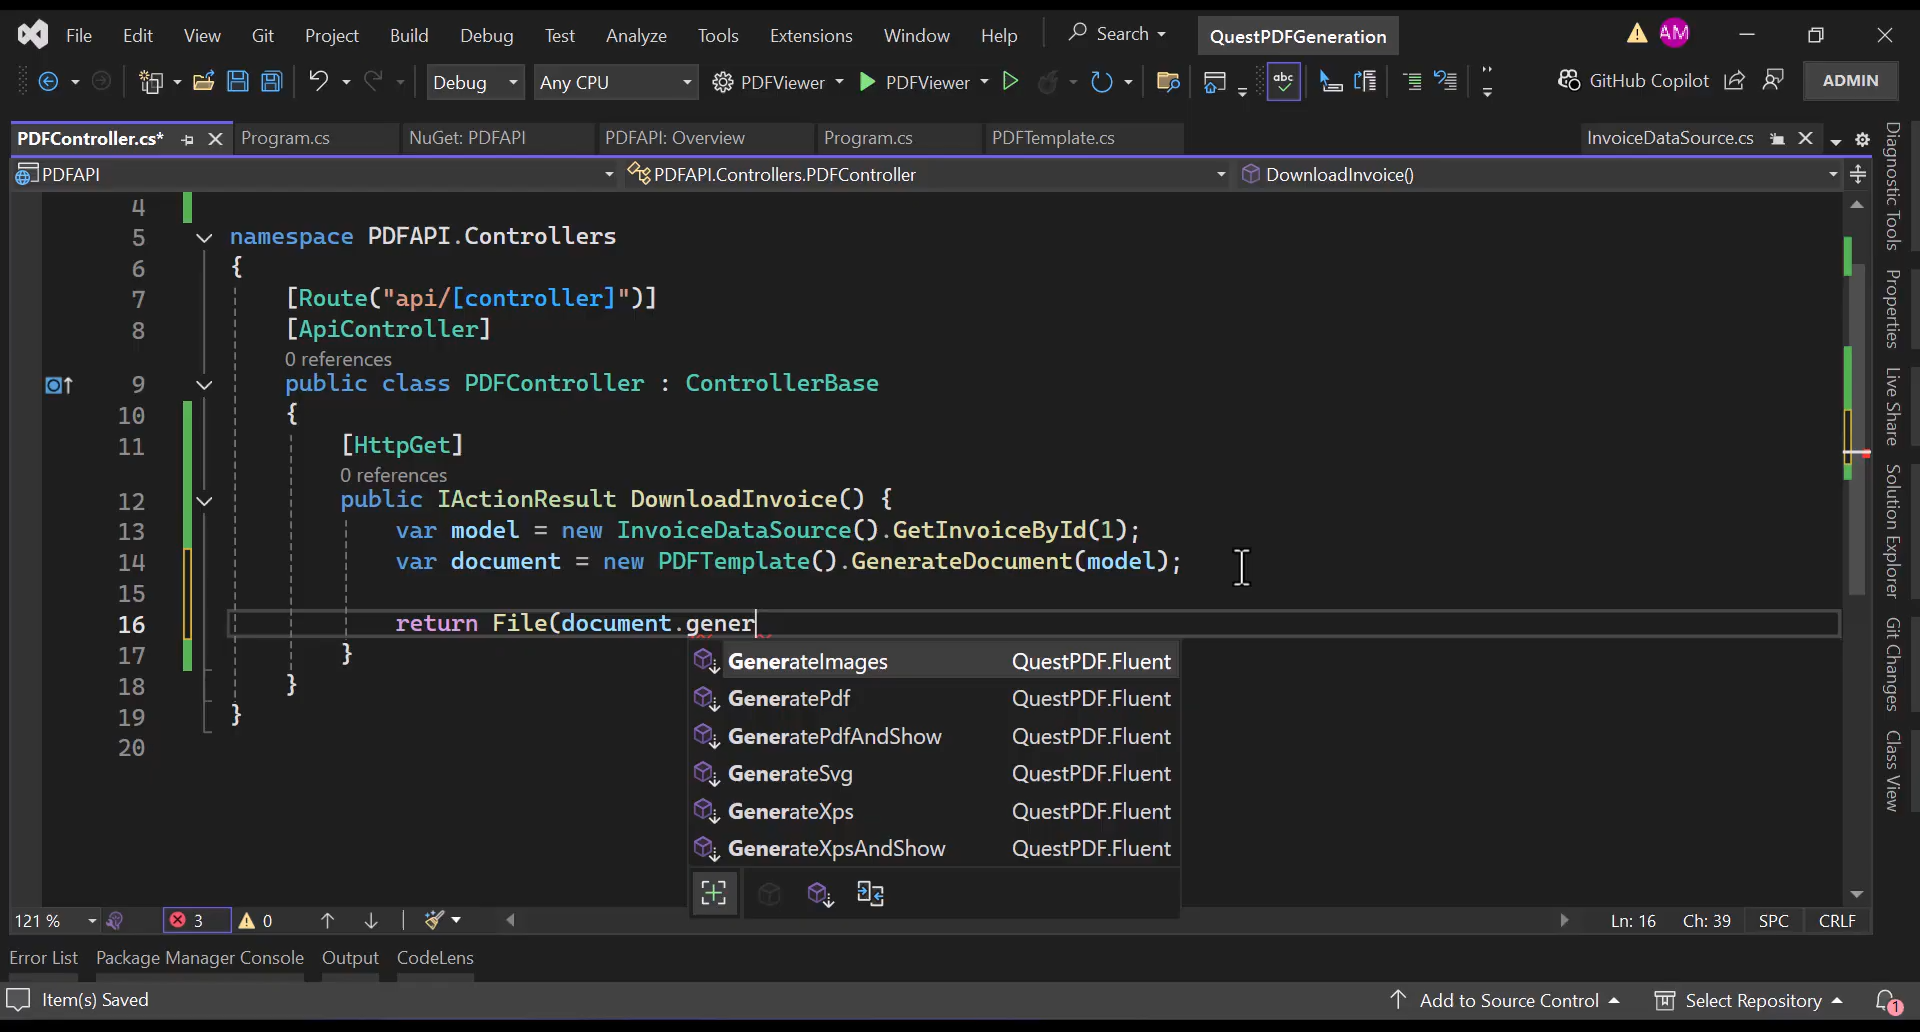 File Edit View Git Project Build Debug Test Analyze Tools Extensions Window Help Search QuestPDFGeneration AM
Debug Any CPU PDFViewer PDFViewer abc GitHub Copilot ADMIN
PDFController.cs* Program.cs NuGet: PDFAPI PDFAPI: Overview Program.cs PDFTemplate.cs InvoiceDataSource.cs
PDFAPI PDFAPI.Controllers.PDFController DownloadInvoice()
4
5 namespace PDFAPI.Controllers
6 {
7 [Route("api/[controller]")]
8 [ApiController]
0 references
9 public class PDFController : ControllerBase
10 {
11 [HttpGet]
0 references
12 public IActionResult DownloadInvoice() {
13 var model = new InvoiceDataSource().GetInvoiceById(1);
14 var document = new PDFTemplate().GenerateDocument(model);
15
16 return File(document.gener
17 }
18 }
19 }
20
GenerateImages QuestPDF.Fluent
GeneratePdf QuestPDF.Fluent
GeneratePdfAndShow QuestPDF.Fluent
GenerateSvg QuestPDF.Fluent
GenerateXps QuestPDF.Fluent
GenerateXpsAndShow QuestPDF.Fluent
Diagnostic Tools
Properties
Live Share
Solution Explorer
Git Changes
Class View
121 % 3 0 Ln: 16 Ch: 39 SPC CRLF
Error List Package Manager Console Output CodeLens
Item(s) Saved Add to Source Control Select Repository 1